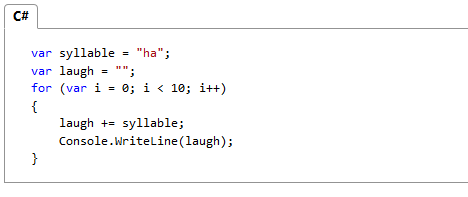 C#
var syllable = "ha";
var laugh = "";
for (var i = 0; i < 10; i++)
{
    laugh += syllable;
    Console.WriteLine(laugh);
}